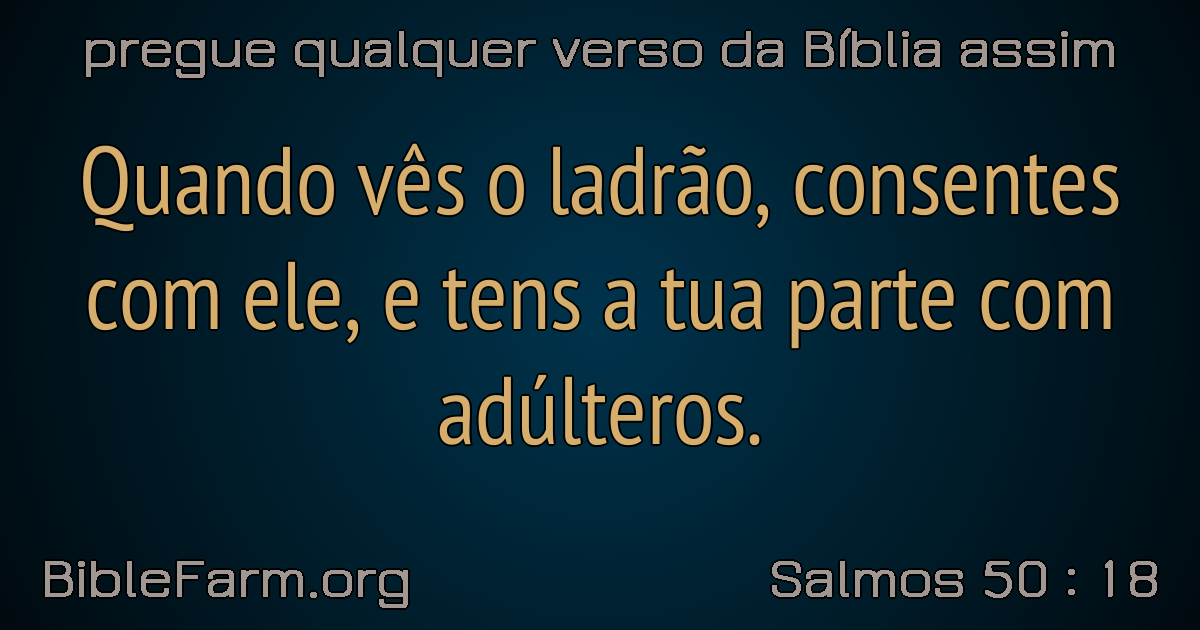 pregue qualquer verso da Bíblia assim
Quando vês o ladrão, consentes
com ele, e tens a tua parte com
adúlteros.
BibleFarm.org
Salmos 50 : 18